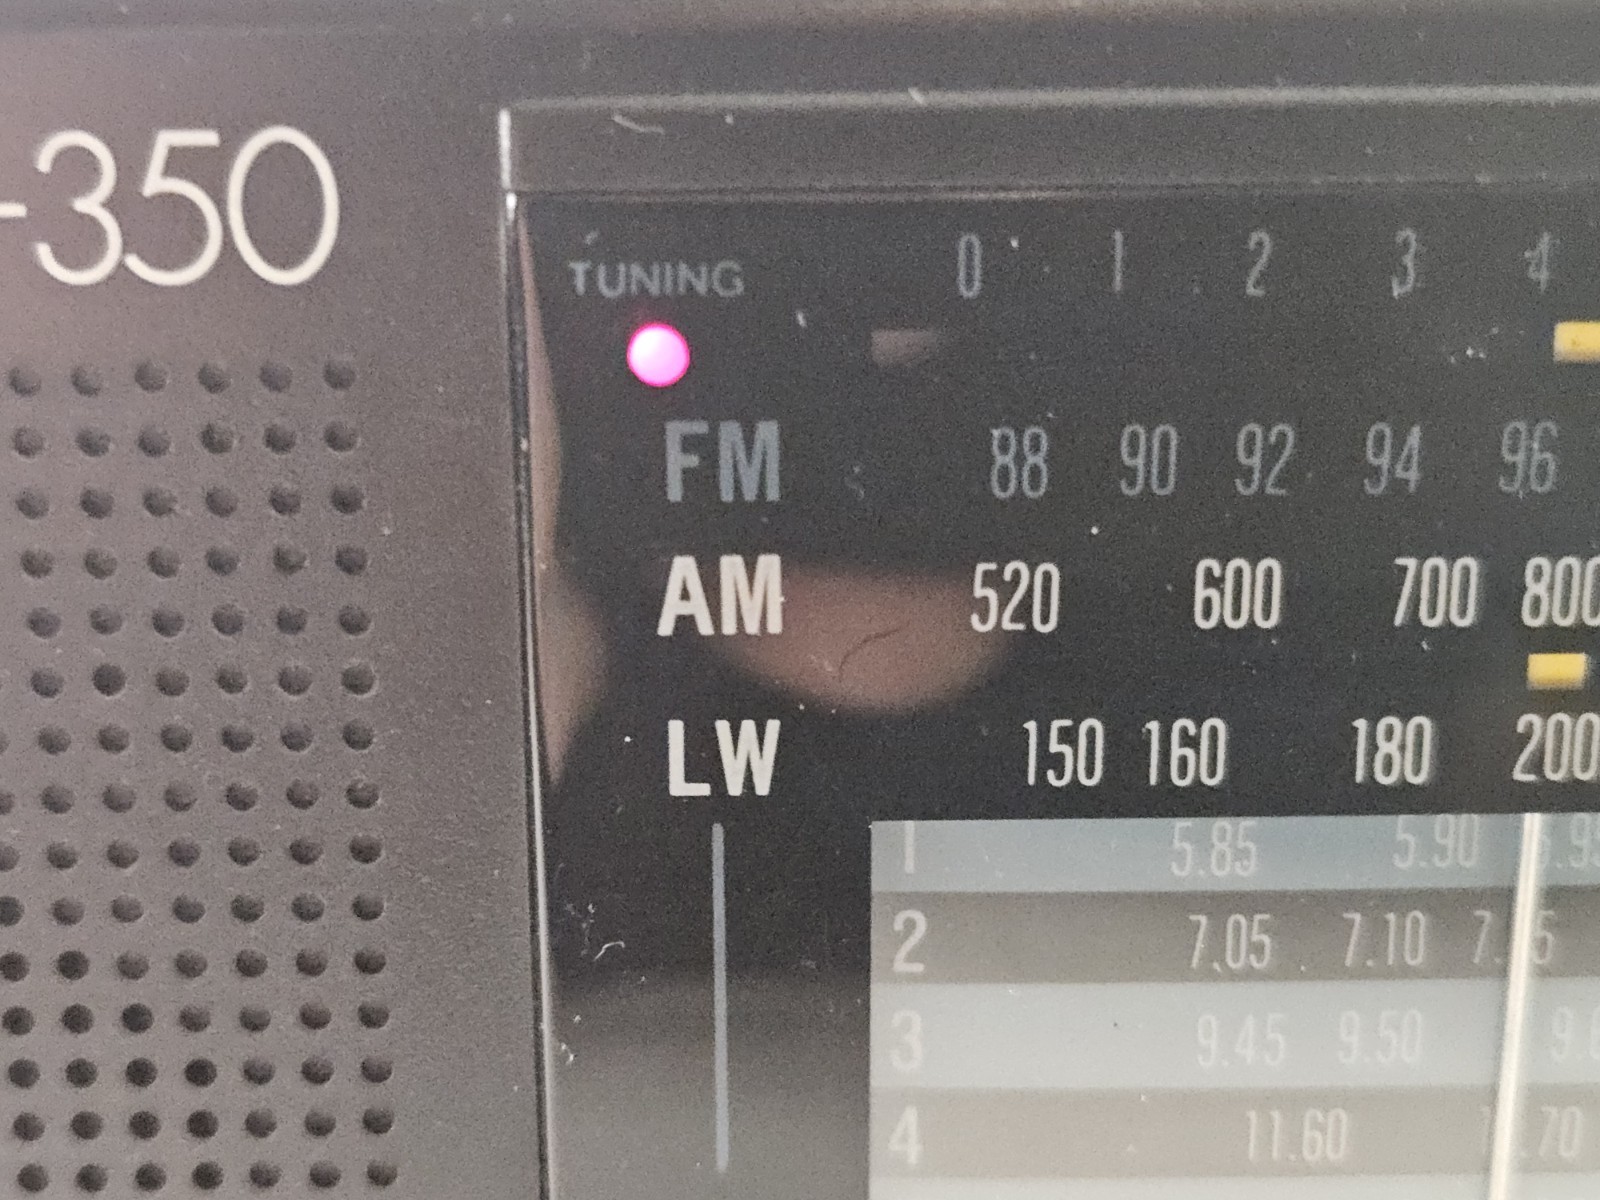 -350
TUNING 0 1 2 3 4
FM 88 90 92 94 96
AM 520 600 700 800
LW 150 160 180 200
1 5.85 5.90
2 7.05 7.10
3 9.45 9.50
4 11.60